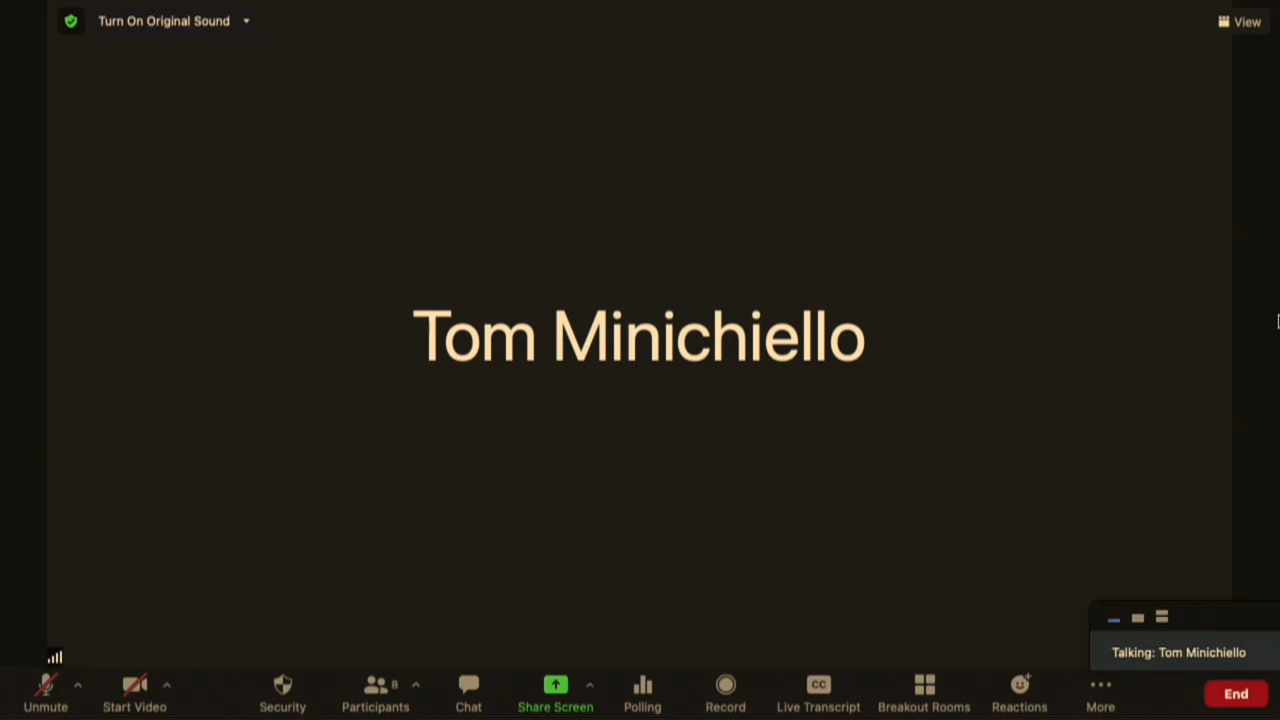 Turn On Original Sound
View
Tom Minichiello
Talking: Tom Minichiello
Unmute
Start Video
Security
8
Participants
Chat
Share Screen
Polling
Record
CC
Live Transcript
Breakout Rooms
Reactions
More
End